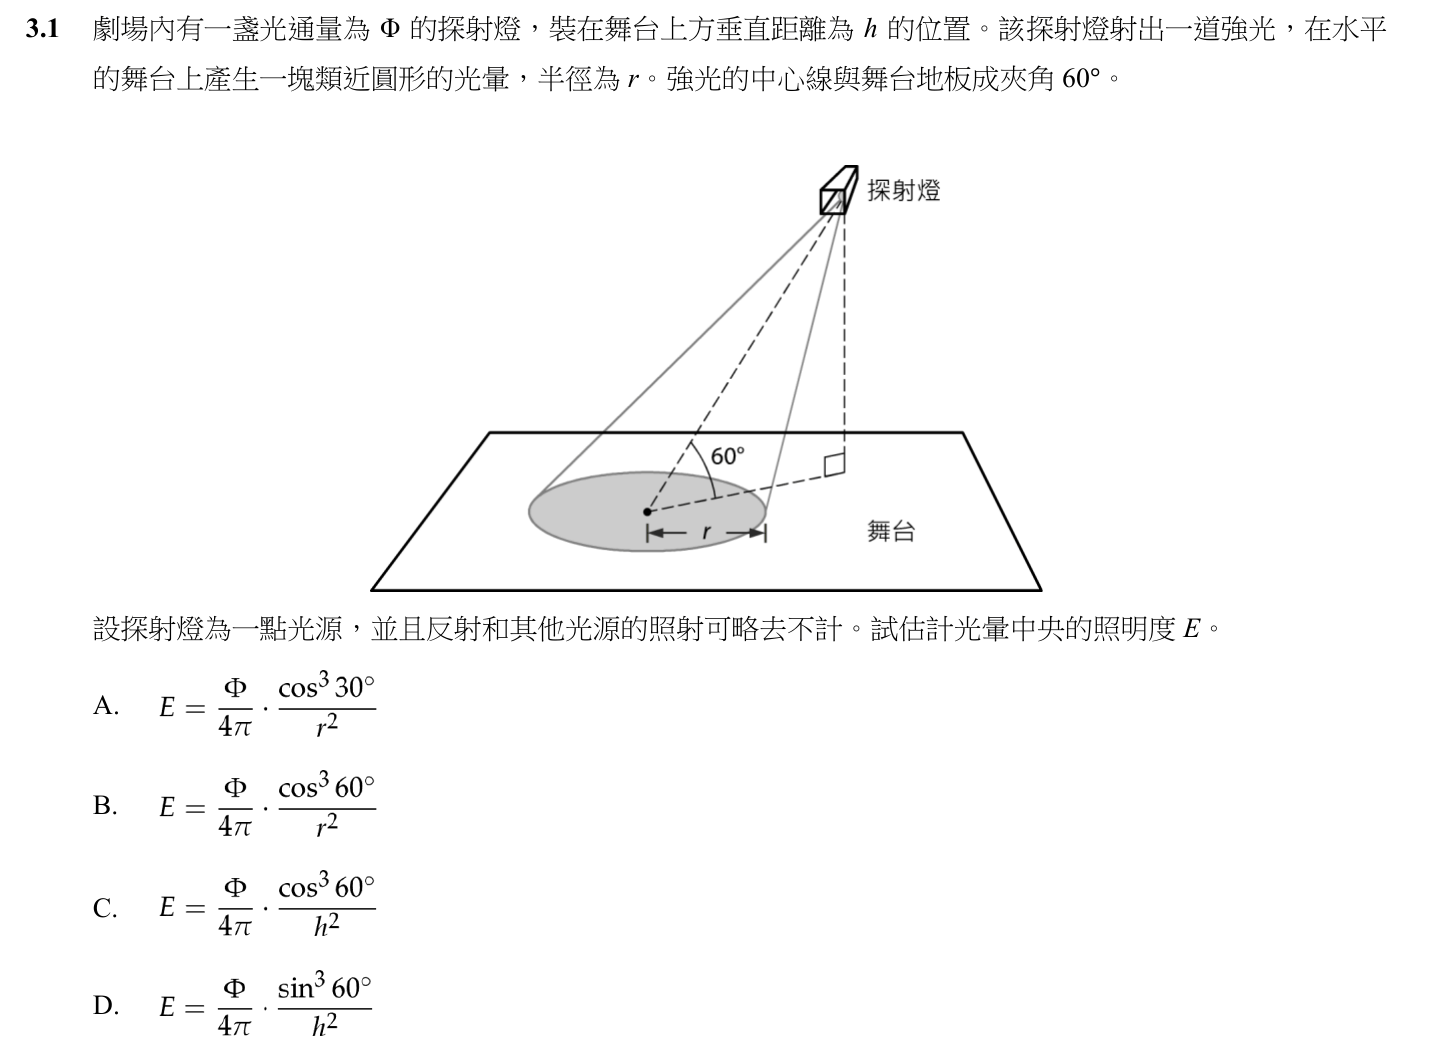 3.1 劇場內有一盞光通量為 Φ 的探射燈，裝在舞台上方垂直距離為 h 的位置。該探射燈射出一道強光，在水平
的舞台上產生一塊類近圓形的光暈，半徑為 r。強光的中心線與舞台地板成夾角 60°。
探射燈
60°
r
舞台
設探射燈為一點光源，並且反射和其他光源的照射可略去不計。試估計光暈中央的照明度 E。
A. E = Φ/4π · cos³ 30°/r²
B. E = Φ/4π · cos³ 60°/r²
C. E = Φ/4π · cos³ 60°/h²
D. E = Φ/4π · sin³ 60°/h²